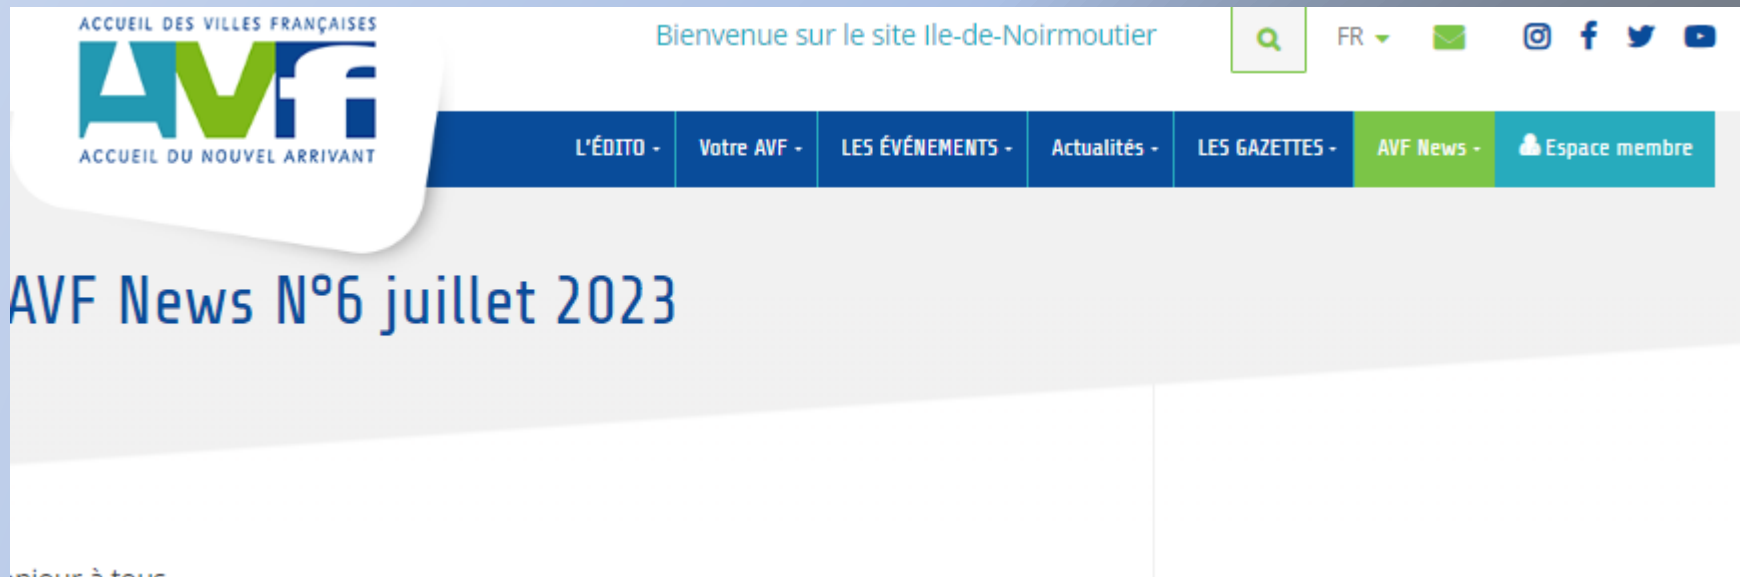 ACCUEIL DES VILLES FRANÇAISES
AVf
ACCUEIL DU NOUVEL ARRIVANT
Bienvenue sur le site Ile-de-Noirmoutier
FR
L'ÉDITO - Votre AVF - LES ÉVÉNEMENTS - Actualités - LES GAZETTES - AVF News - Espace membre
AVF News N°6 juillet 2023
à tous